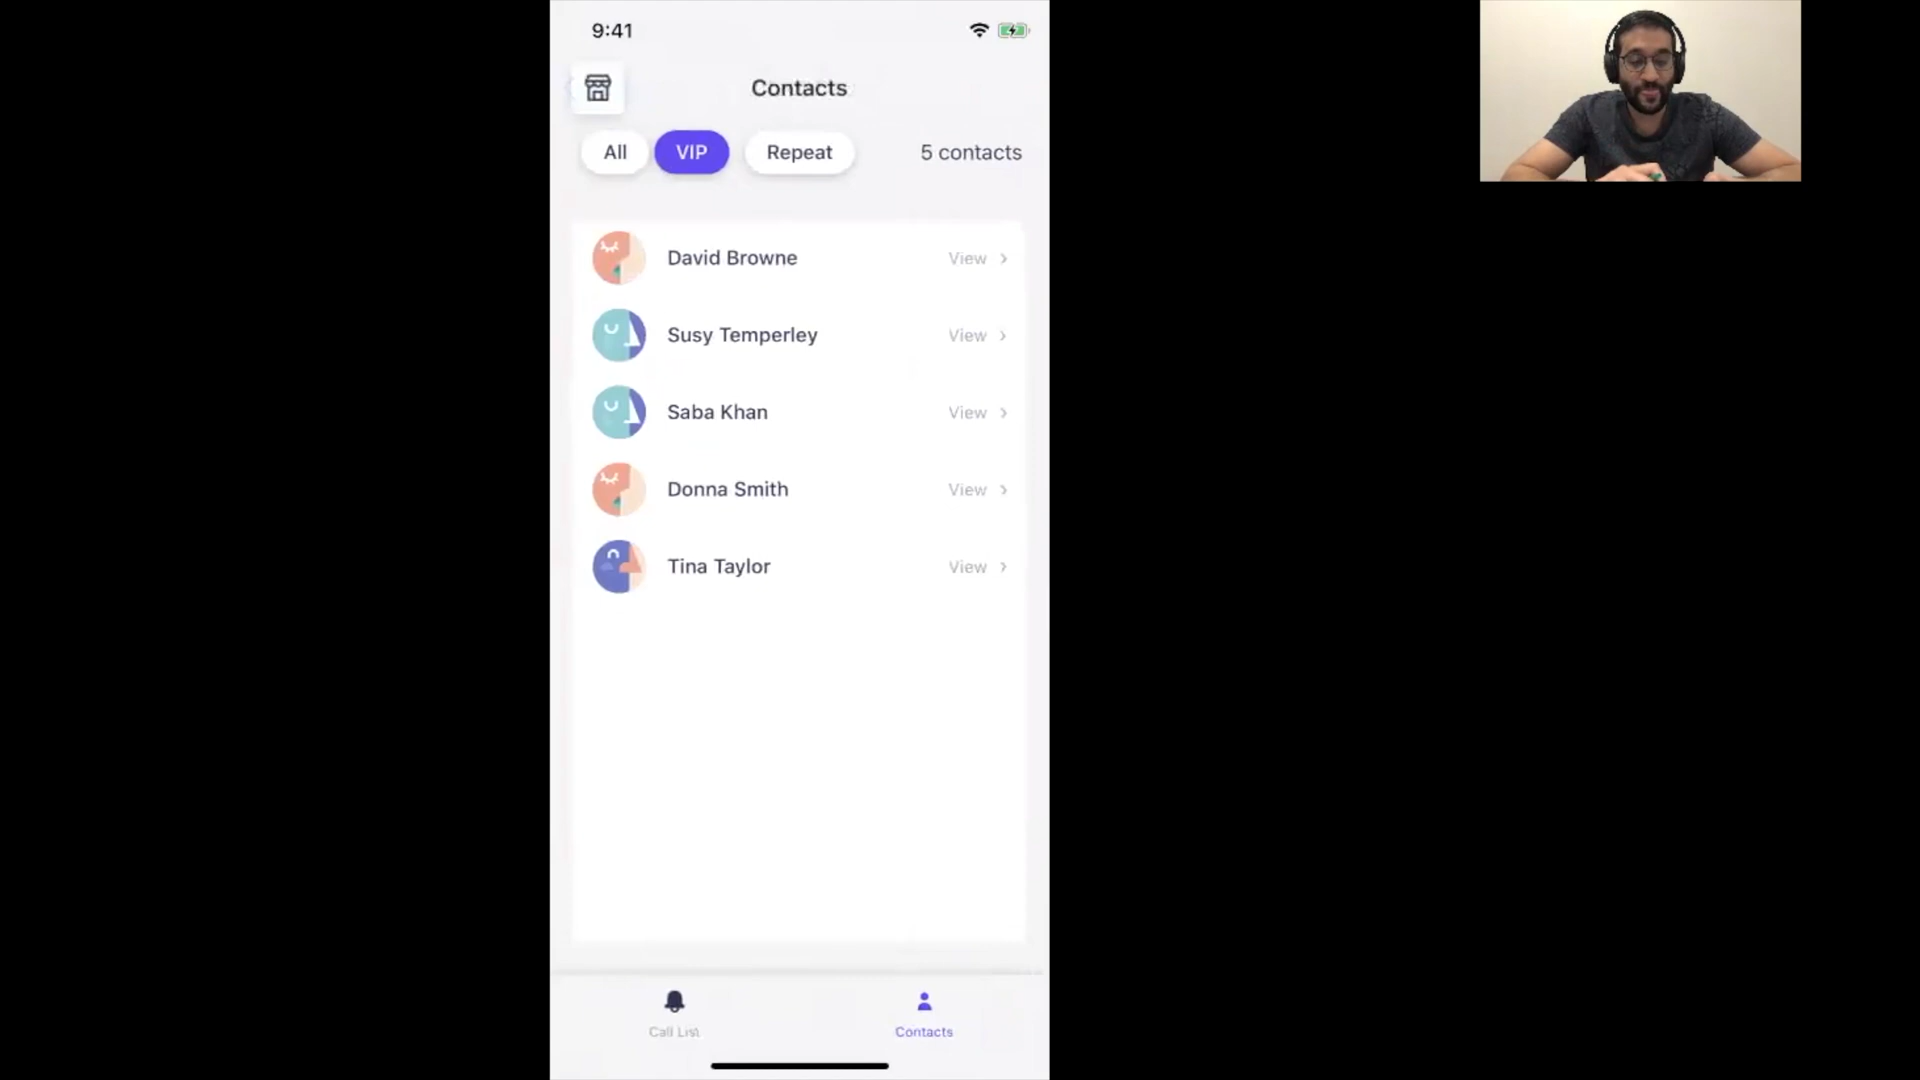 9:41
Contacts
All VIP Repeat 5 contacts
David Browne View
Susy Temperley View
Saba Khan View
Donna Smith View
Tina Taylor View
Call List Contacts